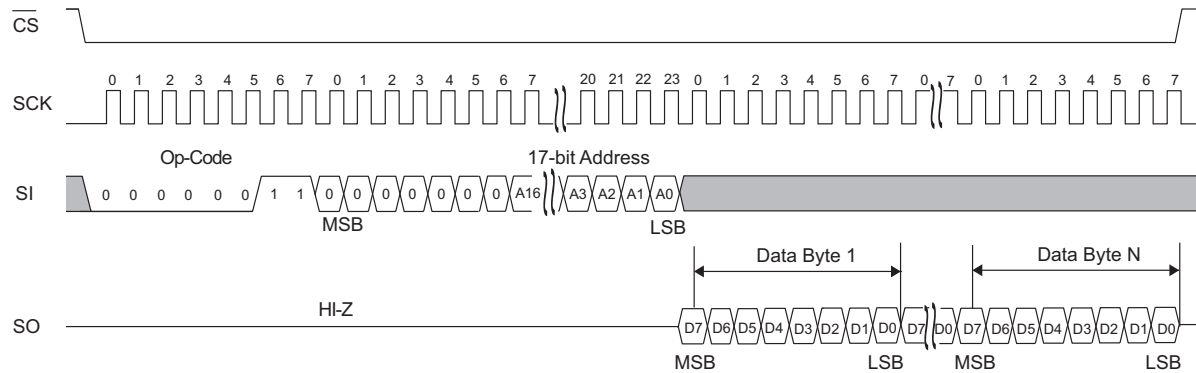 CS
0 1 2 3 4 5 6 7 0 1 2 3 4 5 6 7 20 21 22 23 0 1 2 3 4 5 6 7 0 7 0 1 2 3 4 5 6 7
SCK
Op-Code 17-bit Address
SI 0 0 0 0 0 0 1 1 0 0 0 0 0 0 0 A16 A3 A2 A1 A0
MSB LSB
Data Byte 1 Data Byte N
HI-Z
SO D7 D6 D5 D4 D3 D2 D1 D0 D7 D0 D7 D6 D5 D4 D3 D2 D1 D0
MSB LSB MSB LSB